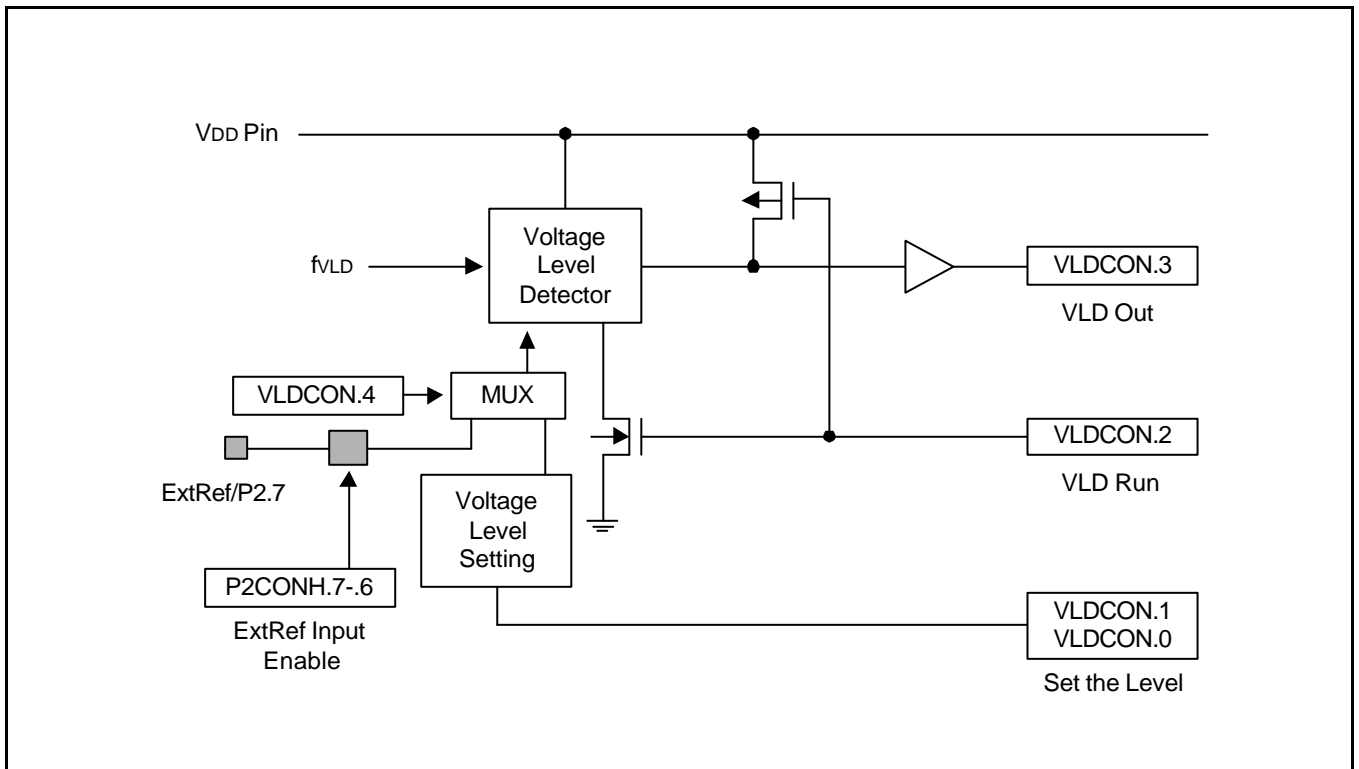 VDD Pin
fVLD
Voltage
Level
Detector
VLDCON.3
VLD Out
VLDCON.4
MUX
VLDCON.2
VLD Run
ExtRef/P2.7
Voltage
Level
Setting
P2CONH.7-.6
ExtRef Input
Enable
VLDCON.1
VLDCON.0
Set the Level